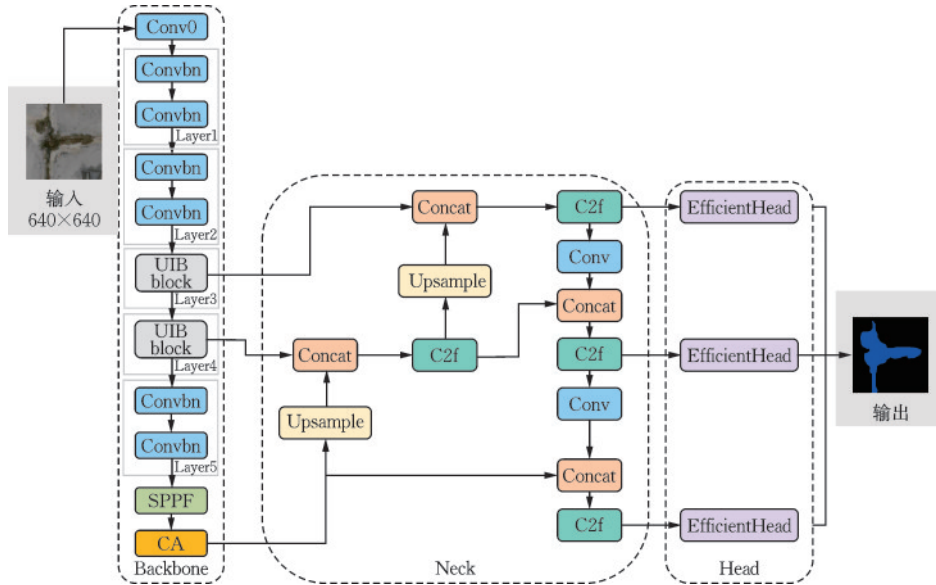 输入
640×640
Conv0
Convbn
Convbn
Layer1
Convbn
Convbn
Layer2
UIB
block
Layer3
UIB
block
Layer4
Convbn
Convbn
Layer5
SPPF
CA
Backbone
Concat
Upsample
C2f
Upsample
Concat
C2f
Conv
Concat
C2f
Conv
Concat
C2f
Neck
EfficientHead
EfficientHead
EfficientHead
Head
输出